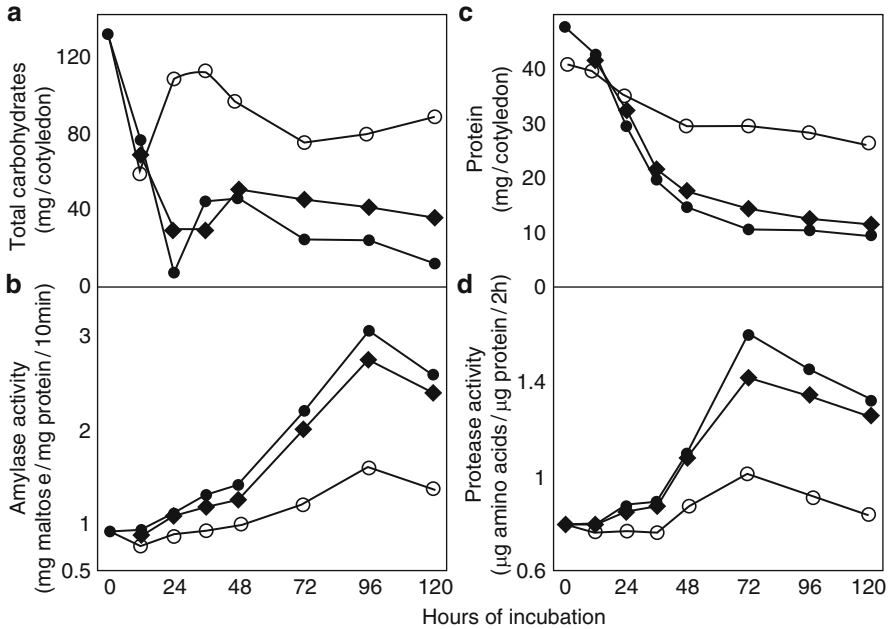 a
Total carbohydrates
(mg/cotyledon)
120
80
40
0
b
Amylase activity
(mg maltose/mg protein/10min)
3
2
1
0.5
0 24 48 72 96 120
c
Protein
(mg/cotyledon)
40
30
20
10
0
d
Protease activity
(µg amino acids/µg protein/2h)
1.4
1
0.6
0 24 48 72 96 120
Hours of incubation